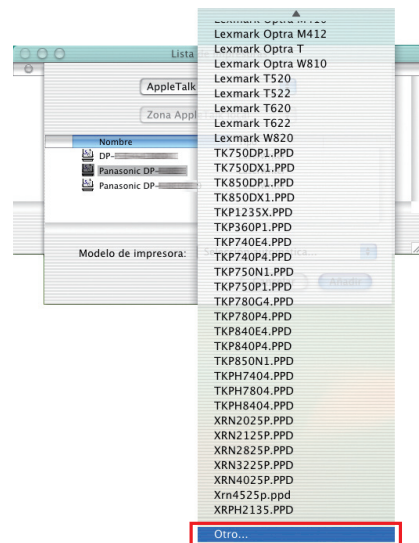 Lexmark Optra M412
Lista
Lexmark Optra T
Lexmark Optra W810
Lexmark T520
AppleTalk
Lexmark T522
Lexmark T620
Zona Appl
Lexmark T622
Lexmark W820
Nombre
TK750DP1.PPD
DP-
TK750DX1.PPD
Panasonic DP-
TK850DP1.PPD
Panasonic DP-
TK850DX1.PPD
TKP1235X.PPD
TKP360P1.PPD
TKP740E4.PPD
Modelo de impresora:
TKP740P4.PPD
TKP750N1.PPD
TKP750P1.PPD
Añadir
TKP780G4.PPD
TKP780P4.PPD
TKP840E4.PPD
TKP840P4.PPD
TKP850N1.PPD
TKPH7404.PPD
TKPH7804.PPD
TKPH8404.PPD
XRN2025P.PPD
XRN2125P.PPD
XRN2825P.PPD
XRN3225P.PPD
XRN4025P.PPD
Xrn4525p.ppd
XRPH2135.PPD
Otro...